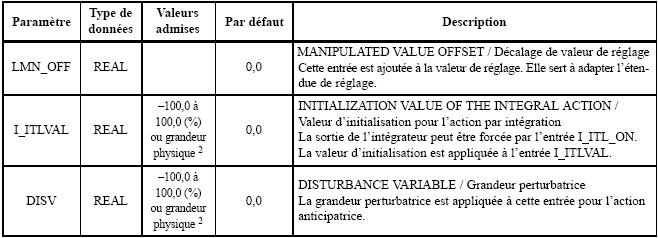 Paramètre Type de données Valeurs admises Par défaut Description
LMN_OFF REAL 0,0 MANIPULATED VALUE OFFSET / Décalage de valeur de réglage
Cette entrée est ajoutée à la valeur de réglage. Elle sert à adapter l’éten-
due de réglage.
I_ITLVAL REAL –100,0 à 100,0 (%) ou grandeur physique 2 0,0 INITIALIZATION VALUE OF THE INTEGRAL ACTION /
Valeur d’initialisation pour l’action par intégration
La sortie de l’intégrateur peut être forcée par l’entrée I_ITL_ON.
La valeur d’initialisation est appliquée à l’entrée I_ITLVAL.
DISV REAL –100,0 à 100,0 (%) ou grandeur physique 2 0,0 DISTURBANCE VARIABLE / Grandeur perturbatrice
La grandeur perturbatrice est appliquée à cette entrée pour l’action
anticipatrice.